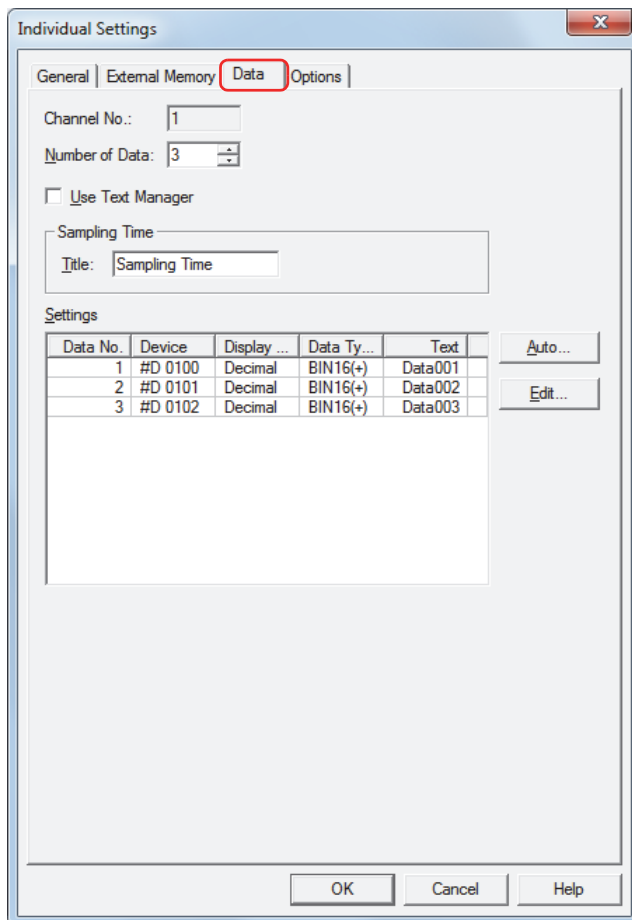 Individual Settings
General External Memory Data Options
Channel No.: 1
Number of Data: 3
Use Text Manager
Sampling Time
Title: Sampling Time
Settings
Data No. Device Display ... Data Ty... Text
1 #D 0100 Decimal BIN16(+) Data001
2 #D 0101 Decimal BIN16(+) Data002
3 #D 0102 Decimal BIN16(+) Data003
Auto...
Edit...
OK Cancel Help